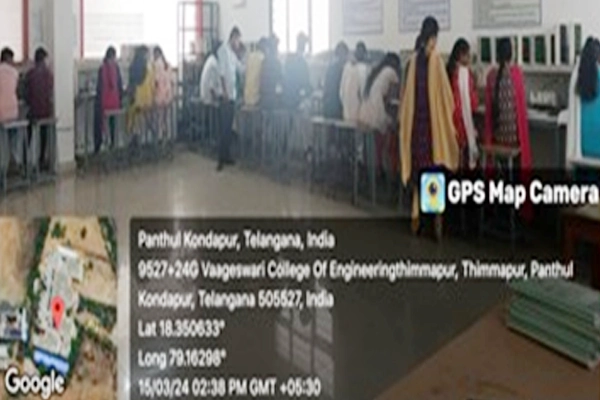 GPS Map Camera
Panthul Kondapur, Telangana, India
9527+24G Vaageswari College Of Engineeringthimmapur, Thimmapur, Panthul
Kondapur, Telangana 505527, India
Lat 18.350633°
Long 79.16298°
15/03/24 02:38 PM GMT +05:30
Google